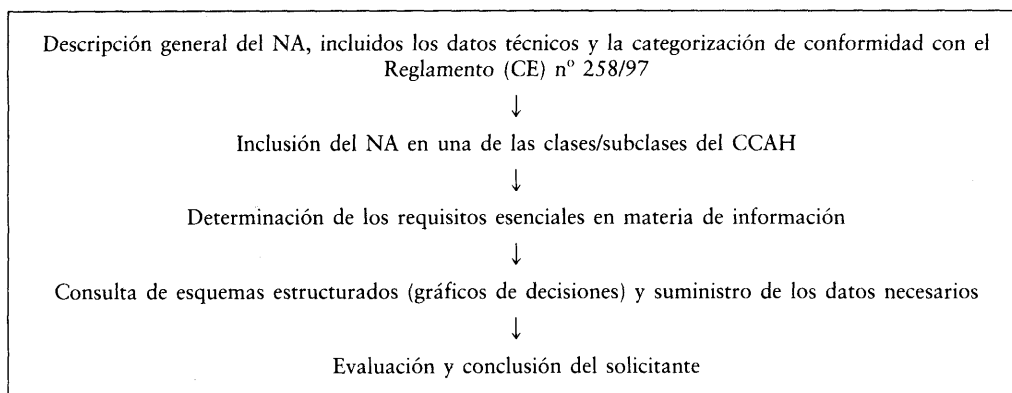 Descripción general del NA, incluidos los datos técnicos y la categorización de conformidad con el
Reglamento (CE) nº 258/97
↓
Inclusión del NA en una de las clases/subclases del CCAH
↓
Determinación de los requisitos esenciales en materia de información
↓
Consulta de esquemas estructurados (gráficos de decisiones) y suministro de los datos necesarios
↓
Evaluación y conclusión del solicitante